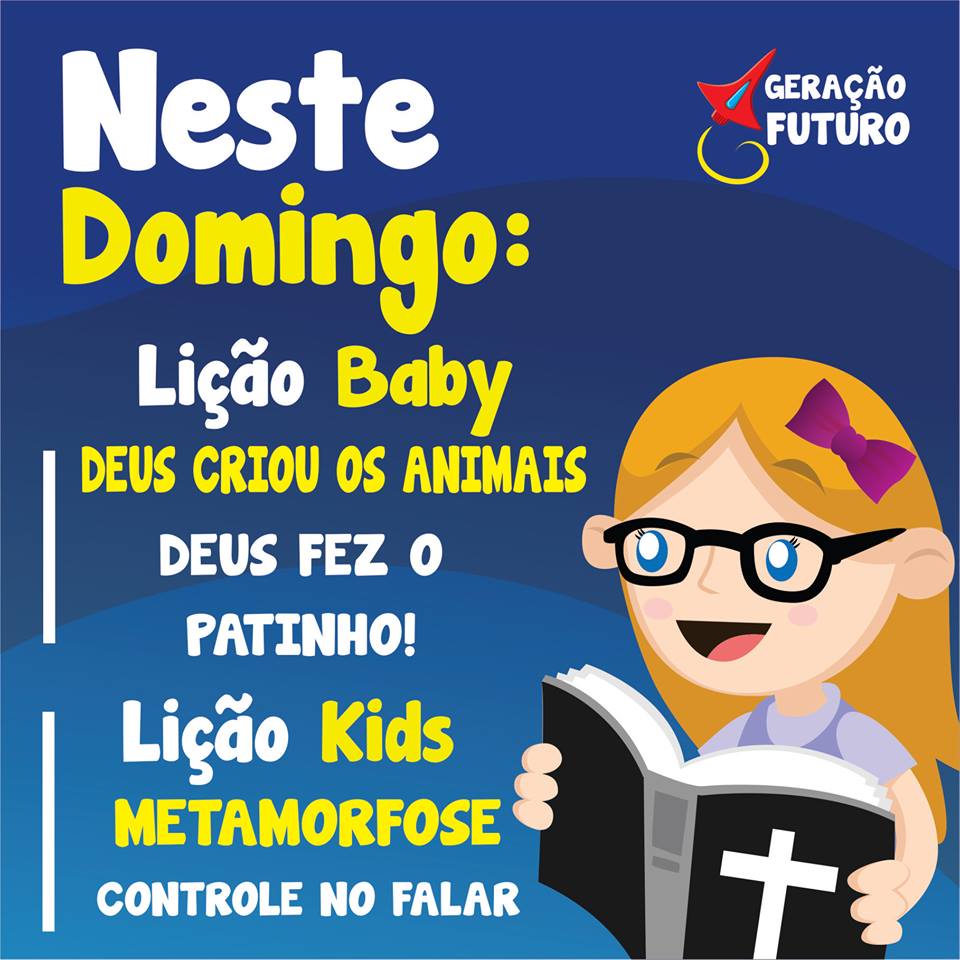 Neste
Domingo:
GERAÇÃO
FUTURO
Lição Baby
DEUS CRIOU OS ANIMAIS
DEUS FEZ O
PATINHO!
Lição Kids
METAMORFOSE
CONTROLE NO FALAR